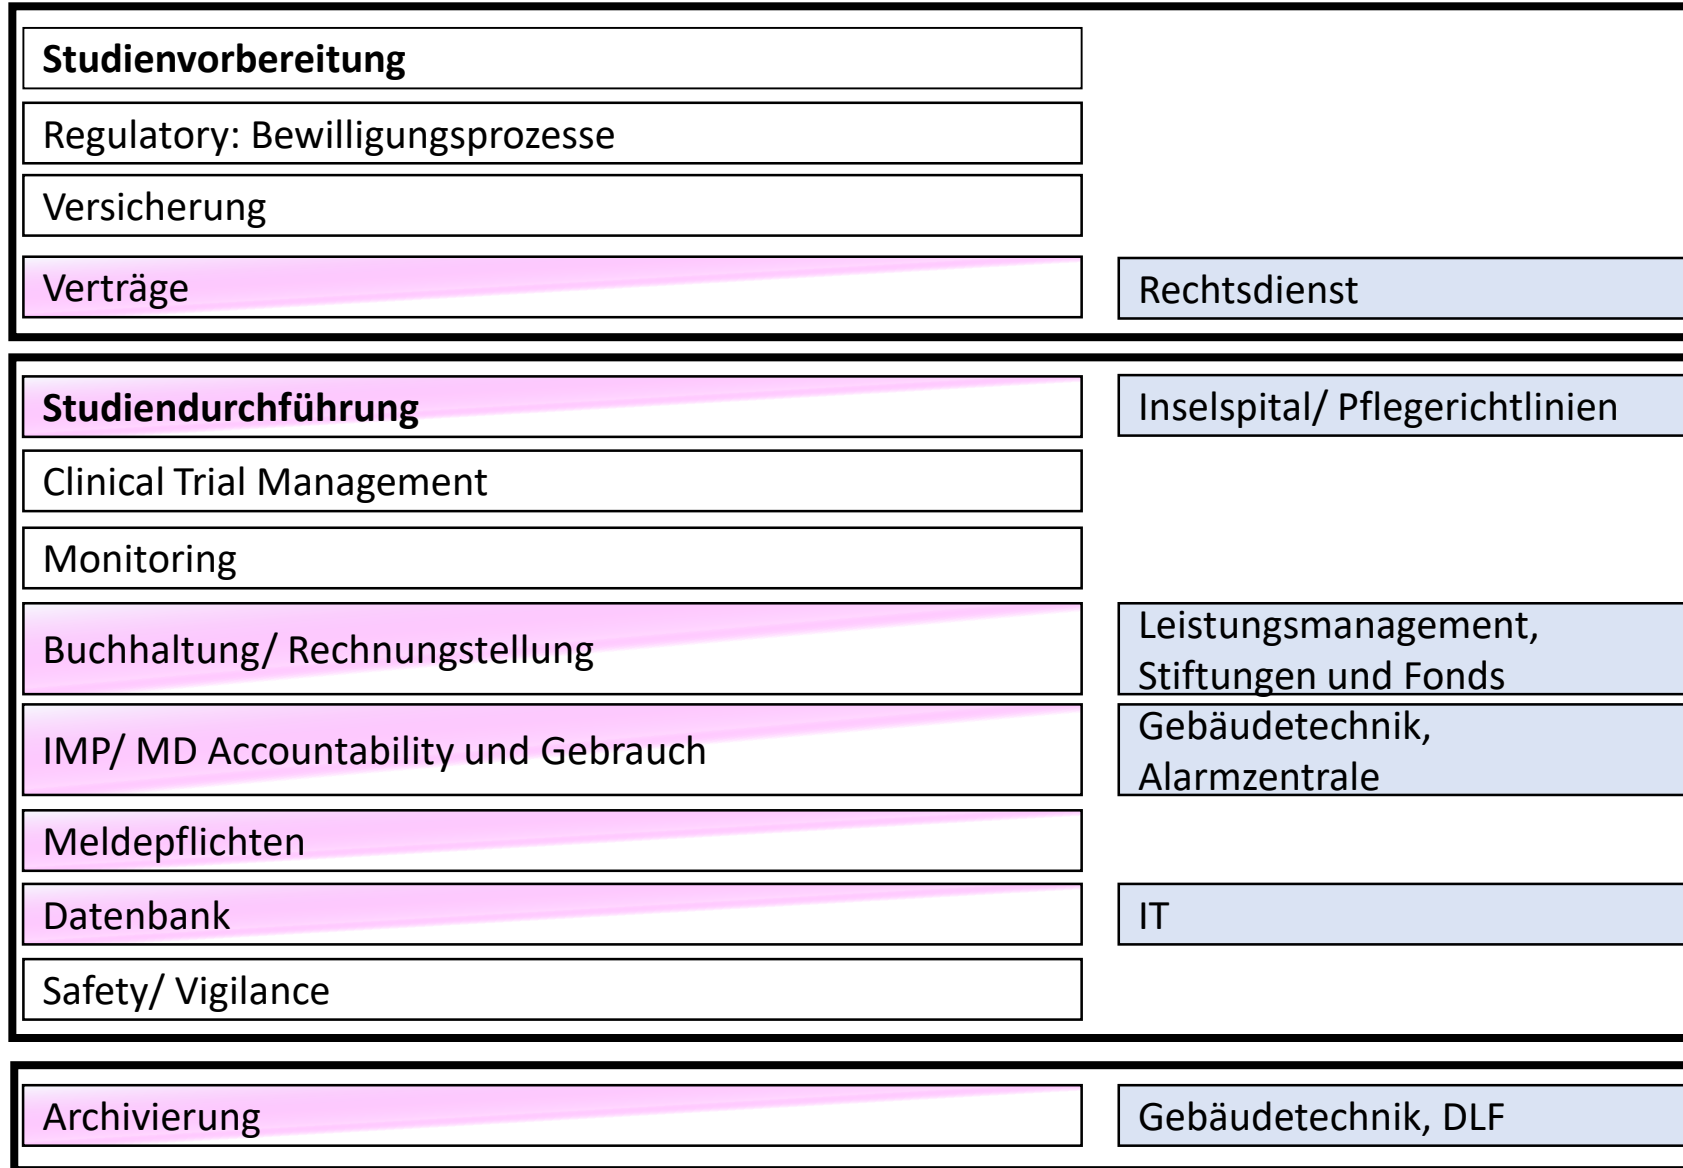 Studienvorbereitung
Regulatory: Bewilligungsprozesse
Versicherung
Verträge
Rechtsdienst
Studiendurchführung
Inselspital/ Pflegerichtlinien
Clinical Trial Management
Monitoring
Buchhaltung/ Rechnungstellung
Leistungsmanagement,
Stiftungen und Fonds
IMP/ MD Accountability und Gebrauch
Gebäudetechnik,
Alarmzentrale
Meldepflichten
Datenbank
IT
Safety/ Vigilance
Archivierung
Gebäudetechnik, DLF